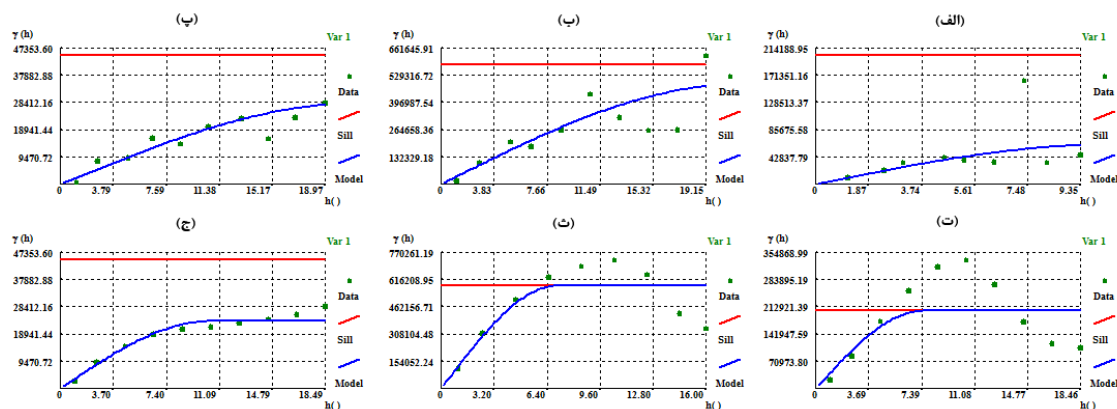 (الف)
γ (h)
Var 1
214188.95
171351.16
128513.37
85675.58
42837.79
Data
Sill
Model
0 1.87 3.74 5.61 7.48 9.35
h( )
(ب)
γ (h)
Var 1
661645.91
529316.72
396987.54
264658.36
132329.18
Data
Sill
Model
0 3.83 7.66 11.49 15.32 19.15
h( )
(پ)
γ (h)
Var 1
47353.60
37882.88
28412.16
18941.44
9470.72
Data
Sill
Model
0 3.79 7.59 11.38 15.17 18.97
h( )
(ت)
γ (h)
Var 1
354868.99
283895.19
212921.39
141947.59
70973.80
Data
Sill
Model
0 3.69 7.39 11.08 14.77 18.46
h( )
(ث)
γ (h)
Var 1
770261.19
616208.95
462156.71
308104.48
154052.24
Data
Sill
Model
0 3.20 6.40 9.60 12.80 16.00
h( )
(ج)
γ (h)
Var 1
47353.60
37882.88
28412.16
18941.44
9470.72
Data
Sill
Model
0 3.70 7.40 11.09 14.79 18.49
h( )